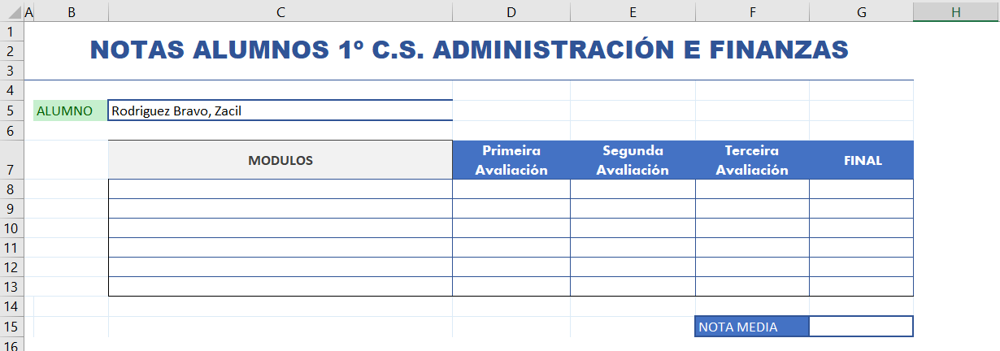 A B C D E F G H
1 NOTAS ALUMNOS 1º C.S. ADMINISTRACIÓN E FINANZAS
2
3
4
5 ALUMNO Rodriguez Bravo, Zacil
6
7 MODULOS Primeira Avaliación Segunda Avaliación Terceira Avaliación FINAL
8
9
10
11
12
13
14
15 NOTA MEDIA
16